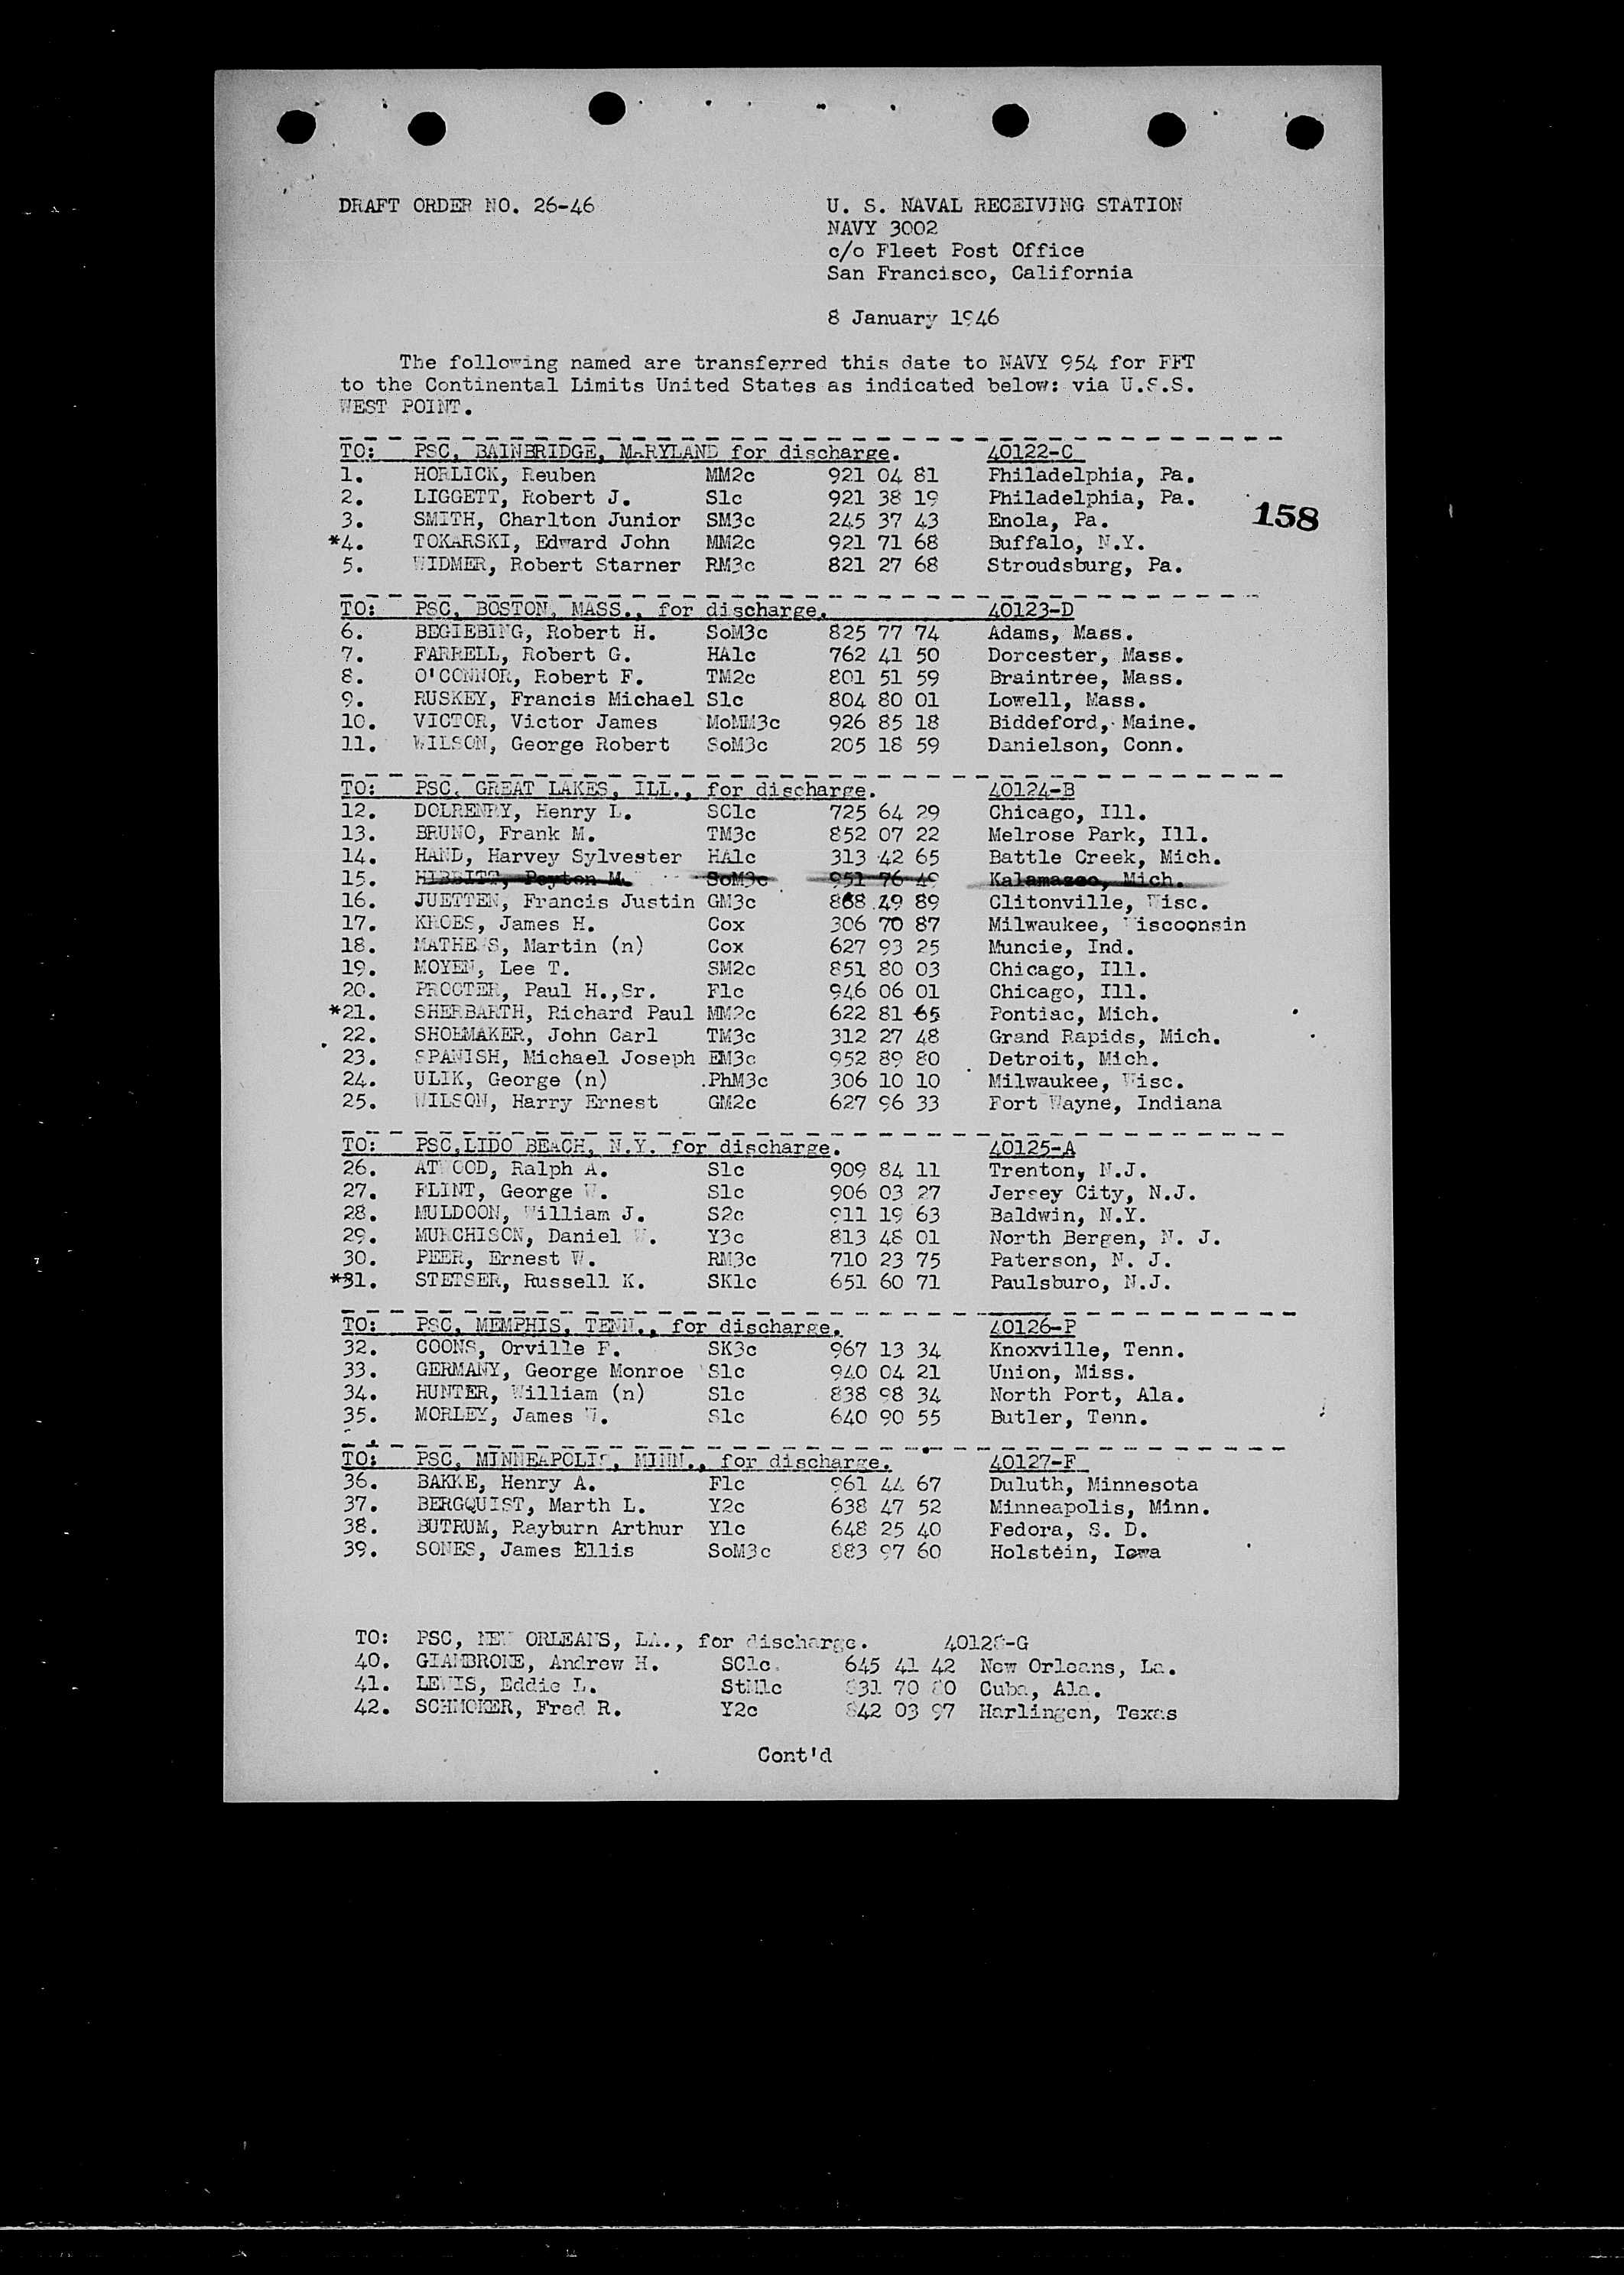 DRAFT ORDER NO. 26-46
U. S. NAVAL RECEIVING STATION
NAVY 3002
c/o Fleet Post Office
San Francisco, California
8 January 1946
The following named are transferred this date to NAVY 954 for FFT
to the Continental Limits United States as indicated below: via U.S.S.
WEST POINT.
TO: PSC, BAINBRIDGE, MARYLAND for discharge. 40122-C
1. HORLICK, Reuben MM2c 921 04 81 Philadelphia, Pa.
2. LIGGETT, Robert J. S1c 921 38 19 Philadelphia, Pa.
158
3. SMITH, Charlton Junior SM3c 245 37 43 Enola, Pa.
*4. TOKARSKI, Edward John MM2c 921 71 68 Buffalo, N.Y.
5. WIDMER, Robert Starner RM3c 821 27 68 Stroudsburg, Pa.
TO: PSC, BOSTON, MASS., for discharge. 40123-D
6. BEGIEBING, Robert H. SoM3c 825 77 74 Adams, Mass.
7. FARRELL, Robert G. HA1c 762 41 50 Dorcester, Mass.
8. O'CONNOR, Robert F. TM2c 801 51 59 Braintree, Mass.
9. RUSKEY, Francis Michael S1c 804 80 01 Lowell, Mass.
10. VICTOR, Victor James MoMM3c 926 85 18 Biddeford, Maine.
11. WILSON, George Robert SoM3c 205 18 59 Danielson, Conn.
TO: PSC, GREAT LAKES, ILL., for discharge. 40124-B
12. DOLRENRY, Henry L. SC1c 725 64 29 Chicago, Ill.
13. BRUNO, Frank M. TM3c 852 07 22 Melrose Park, Ill.
14. HAND, Harvey Sylvester HA1c 313 42 65 Battle Creek, Mich.
15. HIBBITT, Peyton M. SoM3c 951 76 49 Kalamazoo, Mich.
16. JUETTEN, Francis Justin GM3c 868 49 89 Clitonville, Wisc.
17. KROES, James H. Cox 306 70 87 Milwaukee, Wiscoonsin
18. MATHEWS, Martin (n) Cox 627 93 25 Muncie, Ind.
19. MOYEN, Lee T. SM2c 851 80 03 Chicago, Ill.
20. PROCTER, Paul H.,Sr. F1c 946 06 01 Chicago, Ill.
*21. SHERBARTH, Richard Paul MM2c 622 81 65 Pontiac, Mich.
22. SHOEMAKER, John Carl TM3c 312 27 48 Grand Rapids, Mich.
23. SPANISH, Michael Joseph EM3c 952 89 80 Detroit, Mich.
24. ULIK, George (n) PhM3c 306 10 10 Milwaukee, Wisc.
25. WILSON, Harry Ernest GM2c 627 96 33 Fort Wayne, Indiana
TO: PSC,LIDO BEACH, N.Y. for discharge. 40125-A
26. ATWOOD, Ralph A. S1c 909 84 11 Trenton, N.J.
27. FLINT, George W. S1c 906 03 27 Jersey City, N.J.
28. MULDOON, William J. S2c 911 19 63 Baldwin, N.Y.
29. MURCHISON, Daniel W. Y3c 813 48 01 North Bergen, N. J.
30. PEER, Ernest W. RM3c 710 23 75 Paterson, N. J.
*31. STETSER, Russell K. SK1c 651 60 71 Paulsburo, N.J.
TO: PSC, MEMPHIS, TENN., for discharge. 40126-P
32. COONS, Orville F. SK3c 967 13 34 Knoxville, Tenn.
33. GERMANY, George Monroe S1c 940 04 21 Union, Miss.
34. HUNTER, William (n) S1c 838 98 34 North Port, Ala.
35. MORLEY, James W. S1c 640 90 55 Butler, Tenn.
TO: PSC, MINNEAPOLIS, MINN., for discharge. 40127-F
36. BAKKE, Henry A. F1c 961 44 67 Duluth, Minnesota
37. BERGQUIST, Marth L. Y2c 638 47 52 Minneapolis, Minn.
38. BUTRUM, Rayburn Arthur Y1c 648 25 40 Fedora, S. D.
39. SONES, James Ellis SoM3c 883 97 60 Holstein, Iowa
TO: PSC, NEW ORLEANS, LA., for discharge. 40128-G
40. GIAMBRONE, Andrew H. SC1c. 645 41 42 New Orleans, La.
41. LEWIS, Eddie L. StM1c 831 70 80 Cuba, Ala.
42. SCHMOKER, Fred R. Y2c 842 03 97 Harlingen, Texas
Cont'd